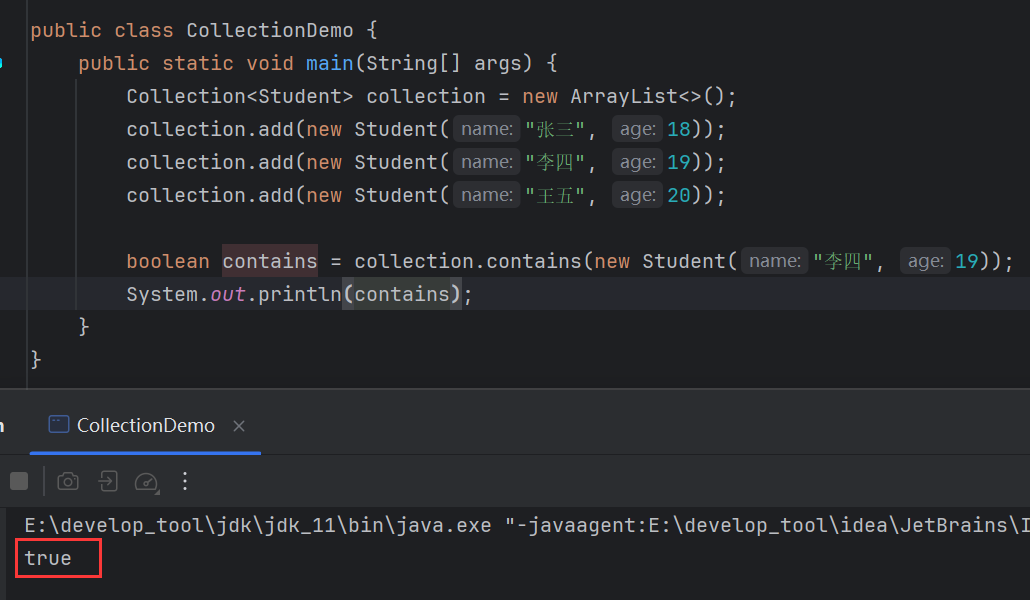 public class CollectionDemo {
public static void main(String[] args) {
Collection<Student> collection = new ArrayList<>();
collection.add(new Student( name: "张三", age: 18));
collection.add(new Student( name: "李四", age: 19));
collection.add(new Student( name: "王五", age: 20));
boolean contains = collection.contains(new Student( name: "李四", age: 19));
System.out.println(contains);
}
}
CollectionDemo ×
E:\develop_tool\jdk\jdk_11\bin\java.exe "-javaagent:E:\develop_tool\idea\JetBrains\I
true